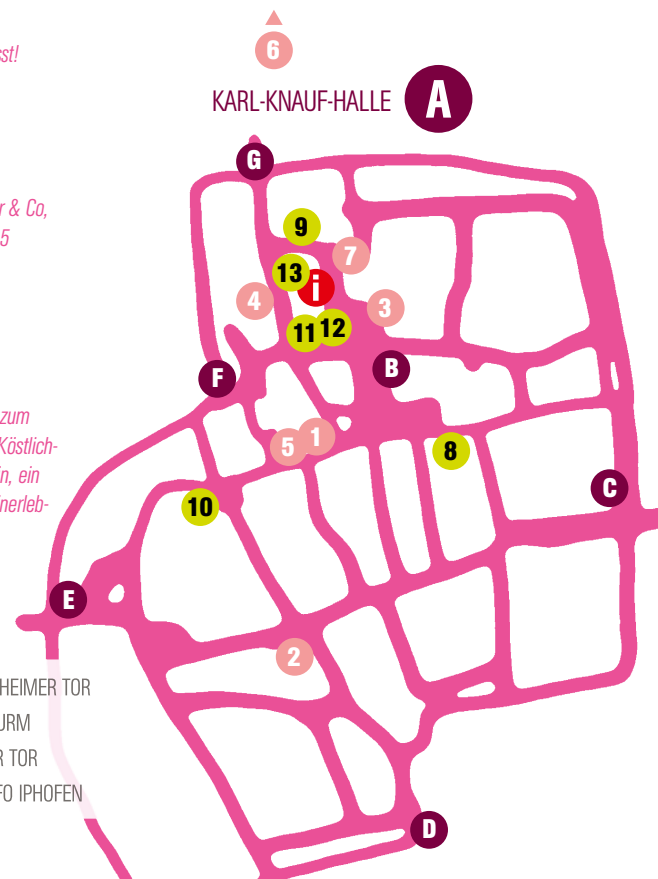 sst!
6
KARL-KNAUF-HALLE A
G
r & Co,
5
9
7
13
i
4
3
11 12
B
F
zum
Köstlich-
n, ein
nerleb-
1
5
8
C
10
E
2
HEIMER TOR
URM
R TOR
FO IPHOFEN
D